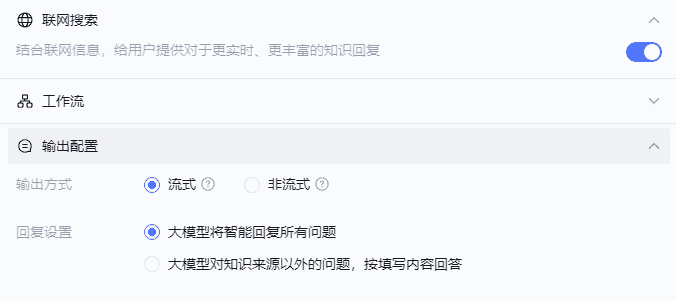 联网搜索
结合联网信息，给用户提供对于更实时、更丰富的知识回复
工作流
输出配置
输出方式 流式 ? 非流式 ?
回复设置 大模型将智能回复所有问题
大模型对知识来源以外的问题，按填写内容回答